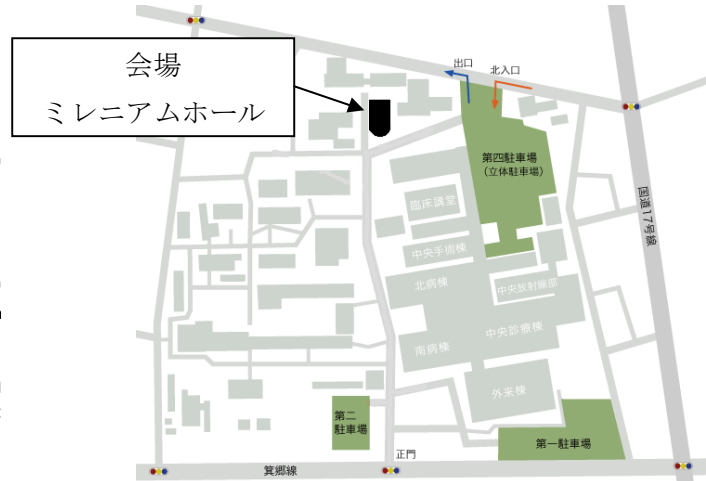 会場
ミレニアムホール
出口
北入口
第四駐車場
(立体駐車場)
国道17号線
臨床講堂
中央手術棟
北病棟
中央放射線部
中央診療棟
南病棟
外来棟
第二
駐車場
第一駐車場
正門
箕郷線